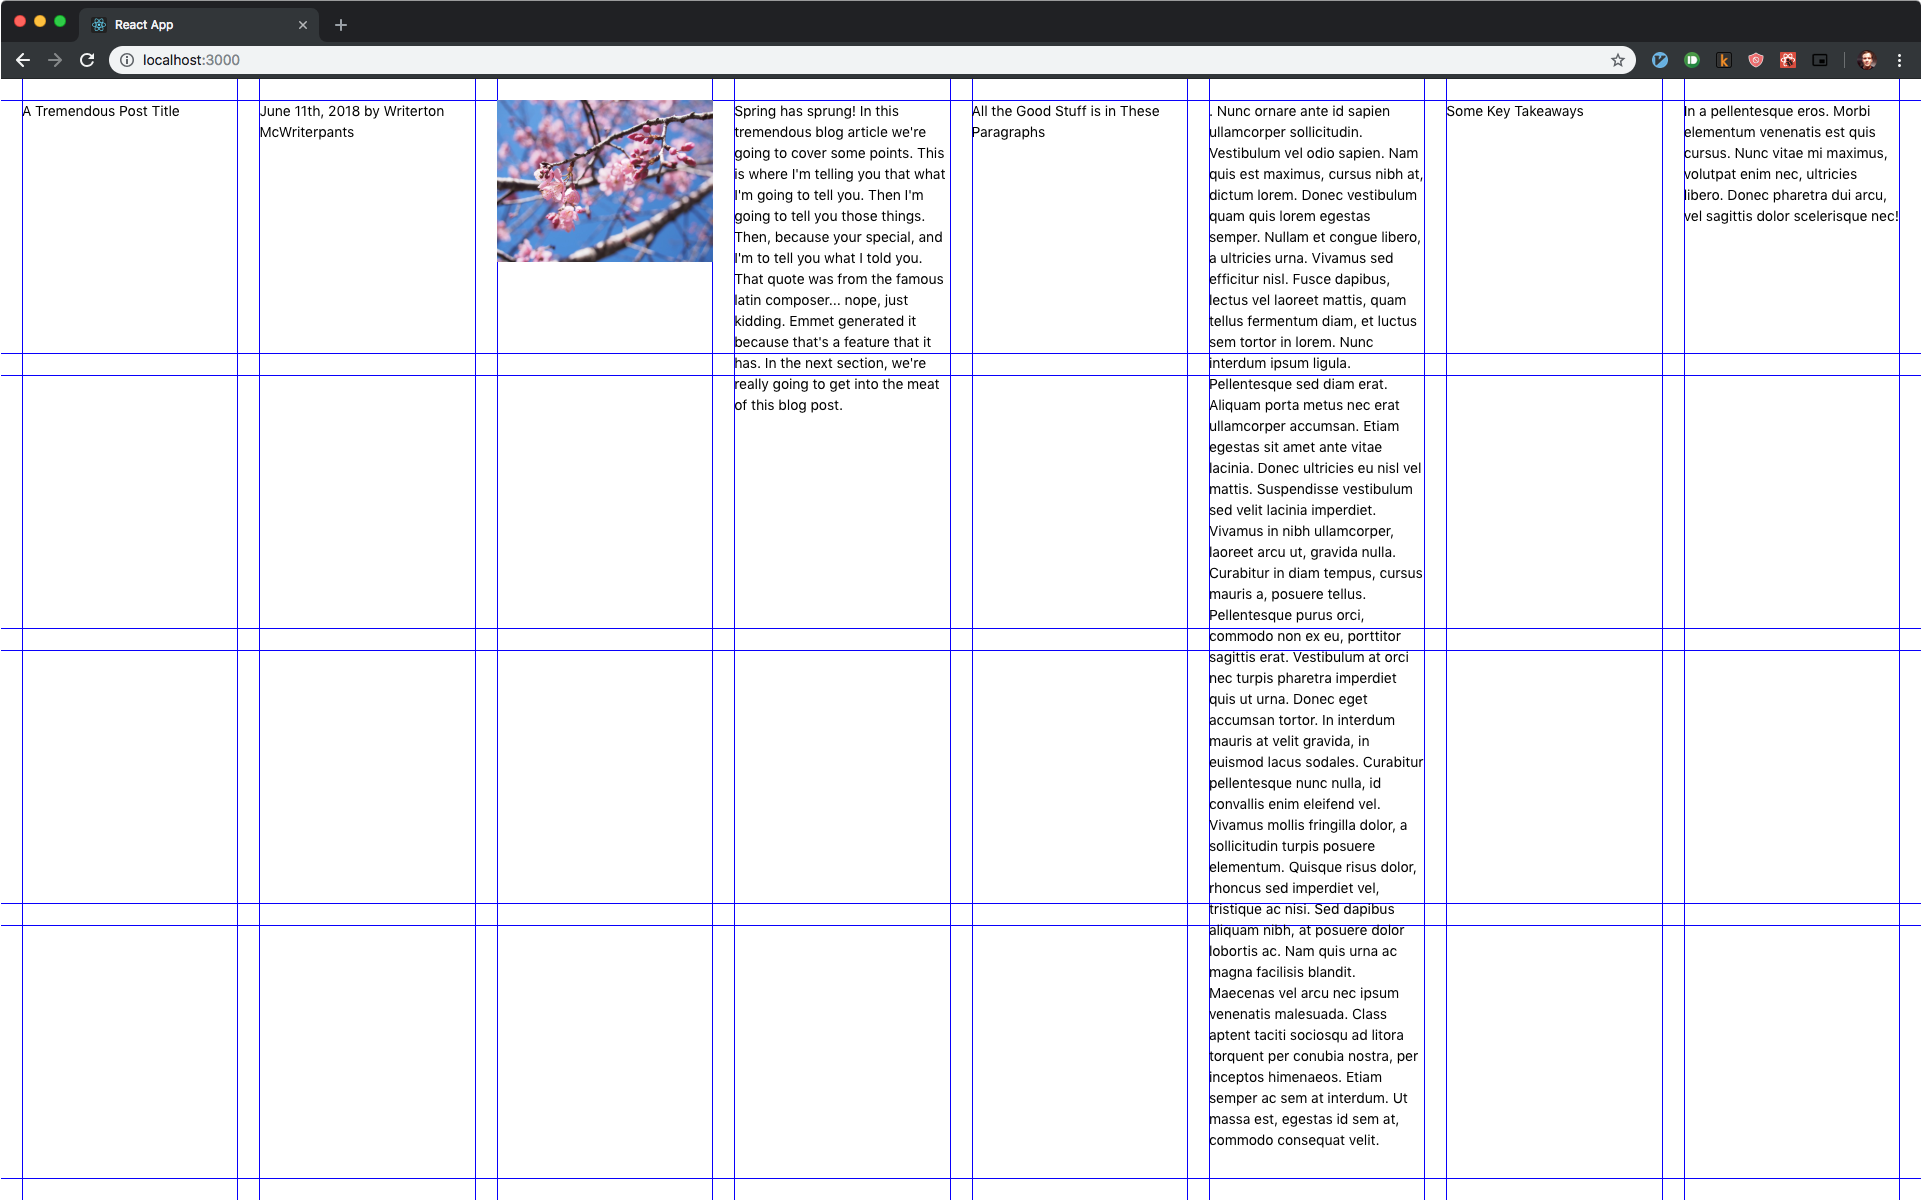 React App
localhost:3000
A Tremendous Post Title
June 11th, 2018 by Writerton
McWriterpants
Spring has sprung! In this
tremendous blog article we're
going to cover some points. This
is where I'm telling you that what
I'm going to tell you. Then I'm
going to tell you those things.
Then, because your special, and
I'm to tell you what I told you.
That quote was from the famous
latin composer... nope, just
kidding. Emmet generated it
because that's a feature that it
has. In the next section, we're
really going to get into the meat
of this blog post.
All the Good Stuff is in These
Paragraphs
. Nunc ornare ante id sapien
ullamcorper sollicitudin.
Vestibulum vel odio sapien. Nam
quis est maximus, cursus nibh at,
dictum lorem. Donec vestibulum
quam quis lorem egestas
semper. Nullam et congue libero,
a ultricies urna. Vivamus sed
efficitur nisl. Fusce dapibus,
lectus vel laoreet mattis, quam
tellus fermentum diam, et luctus
sem tortor in lorem. Nunc
interdum ipsum ligula.
Pellentesque sed diam erat.
Aliquam porta metus nec erat
ullamcorper accumsan. Etiam
egestas sit amet ante vitae
lacinia. Donec ultricies eu nisl vel
mattis. Suspendisse vestibulum
sed velit lacinia imperdiet.
Vivamus in nibh ullamcorper,
laoreet arcu ut, gravida nulla.
Curabitur in diam tempus, cursus
mauris a, posuere tellus.
Pellentesque purus orci,
commodo non ex eu, porttitor
sagittis erat. Vestibulum at orci
nec turpis pharetra imperdiet
quis ut urna. Donec eget
accumsan tortor. In interdum
mauris at velit gravida, in
euismod lacus sodales. Curabitur
pellentesque nunc nulla, id
convallis enim eleifend vel.
Vivamus mollis fringilla dolor, a
sollicitudin turpis posuere
elementum. Quisque risus dolor,
rhoncus sed imperdiet vel,
tristique ac nisi. Sed dapibus
aliquam nibh, at posuere dolor
lobortis ac. Nam quis urna ac
magna facilisis blandit.
Maecenas vel arcu nec ipsum
venenatis malesuada. Class
aptent taciti sociosqu ad litora
torquent per conubia nostra, per
inceptos himenaeos. Etiam
semper ac sem at interdum. Ut
massa est, egestas id sem at,
commodo consequat velit.
Some Key Takeaways
In a pellentesque eros. Morbi
elementum venenatis est quis
cursus. Nunc vitae mi maximus,
volutpat enim nec, ultricies
libero. Donec pharetra dui arcu,
vel sagittis dolor scelerisque nec!